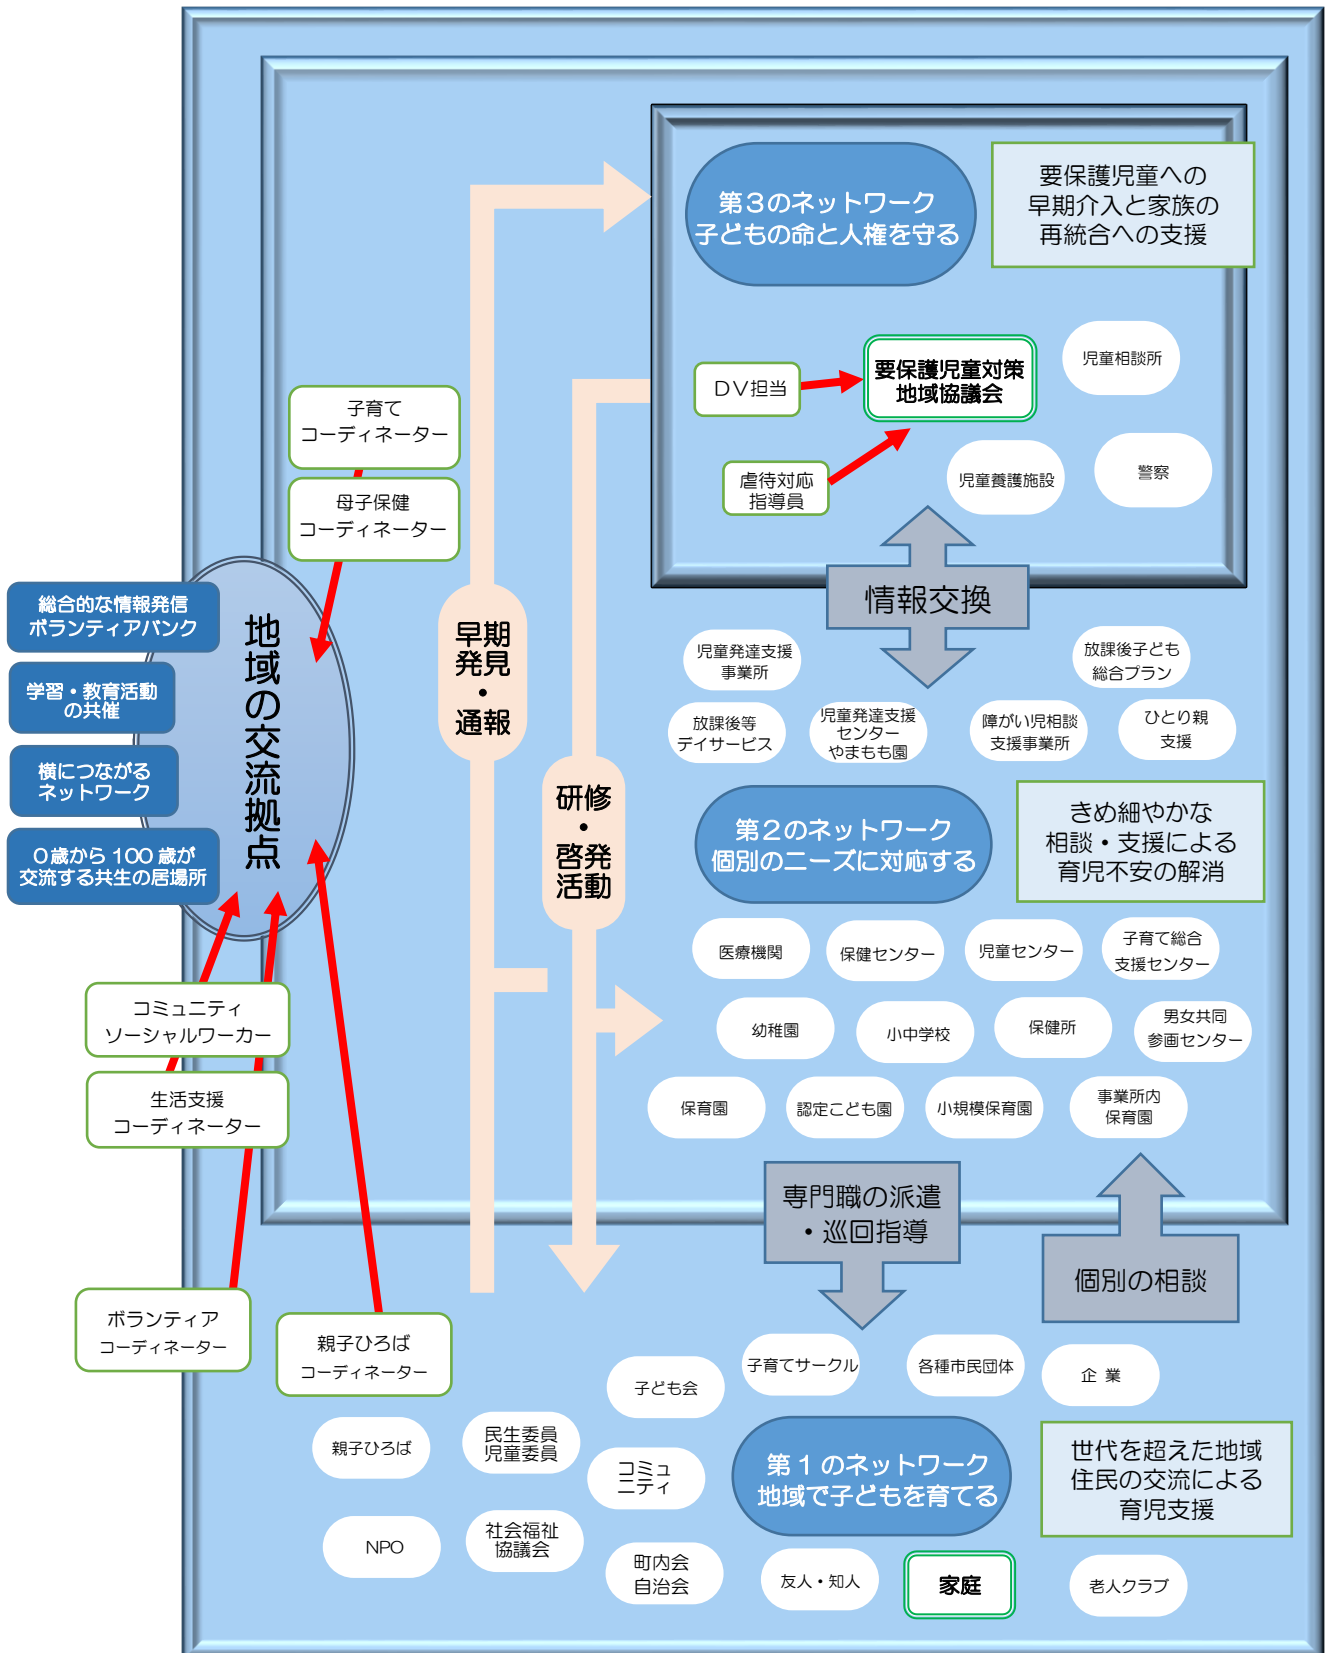 第３のネットワーク
子どもの命と人権を守る
要保護児童への
早期介入と家族の
再統合への支援
要保護児童対策
地域協議会
児童相談所
ＤＶ担当
虐待対応
指導員
児童養護施設
警察
子育て
コーディネーター
母子保健
コーディネーター
情報交換
総合的な情報発信
ボランティアバンク
学習・教育活動
の共催
横につながる
ネットワーク
０歳から 100 歳が
交流する共生の居場所
地域の交流拠点
早期
発見
・
通報
研修
・
啓発
活動
児童発達支援
事業所
放課後子ども
総合プラン
放課後等
デイサービス
児童発達支援
センター
やまもも園
障がい児相談
支援事業所
ひとり親
支援
第２のネットワーク
個別のニーズに対応する
きめ細やかな
相談・支援による
育児不安の解消
医療機関
保健センター
児童センター
子育て総合
支援センター
幼稚園
小中学校
保健所
男女共同
参画センター
保育園
認定こども園
小規模保育園
事業所内
保育園
コミュニティ
ソーシャルワーカー
生活支援
コーディネーター
専門職の派遣
・巡回指導
個別の相談
ボランティア
コーディネーター
親子ひろば
コーディネーター
子育てサークル
各種市民団体
企 業
子ども会
親子ひろば
民生委員
児童委員
コミュ
ニティ
第 1 のネットワーク
地域で子どもを育てる
世代を超えた地域
住民の交流による
育児支援
NPO
社会福祉
協議会
町内会
自治会
友人・知人
家庭
老人クラブ